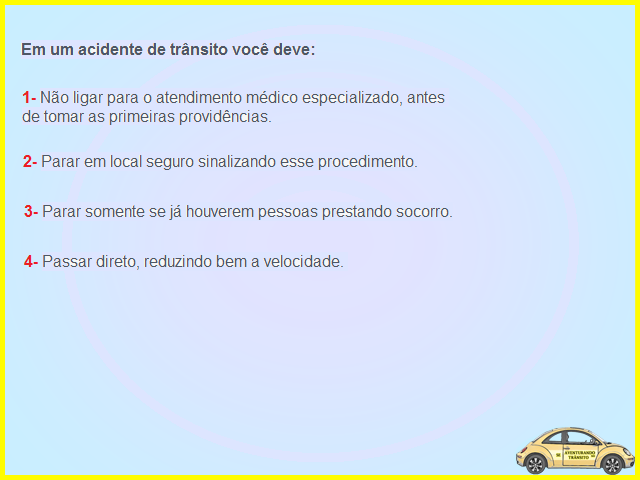 Em um acidente de trânsito você deve:
1- Não ligar para o atendimento médico especializado, antes
de tomar as primeiras providências.
2- Parar em local seguro sinalizando esse procedimento.
3- Parar somente se já houverem pessoas prestando socorro.
4- Passar direto, reduzindo bem a velocidade.
AVENTURANDO
TRÂNSITO